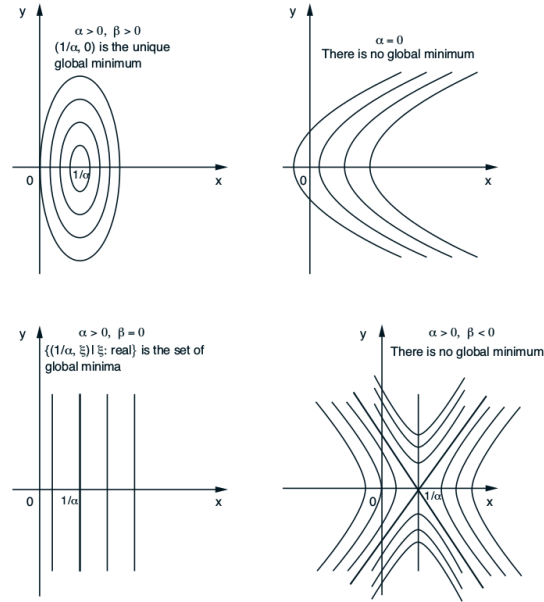 y
α > 0, β > 0
(1/α, 0) is the unique
global minimum
0
1/α
x
y
α = 0
There is no global minimum
0
x
y
α > 0, β = 0
{(1/α, ξ) | ξ: real} is the set of
global minima
0
1/α
x
y
α > 0, β < 0
There is no global minimum
0
1/α
x